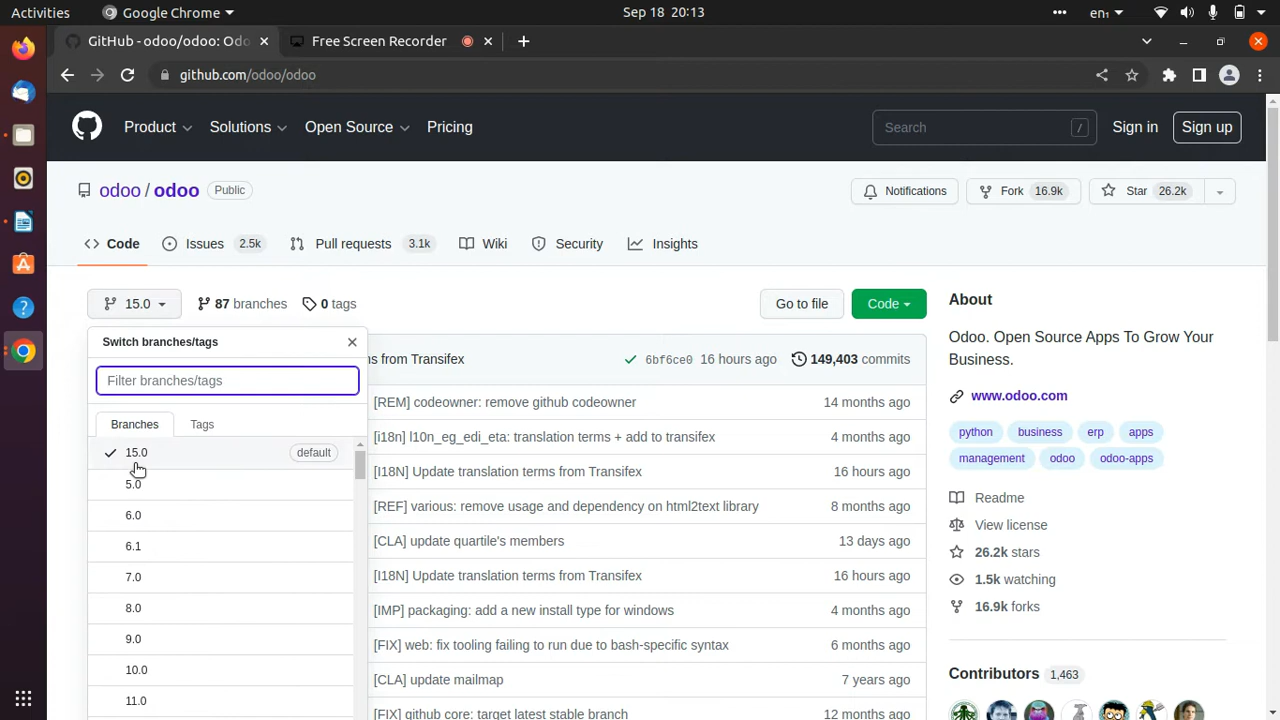 Activities Google Chrome Sep 18 20:13 en₁
GitHub - odoo/odoo: Odo Free Screen Recorder
github.com/odoo/odoo
Product Solutions Open Source Pricing Search / Sign in Sign up
odoo / odoo Public Notifications Fork 16.9k Star 26.2k
Code Issues 2.5k Pull requests 3.1k Wiki Security Insights
15.0 87 branches 0 tags Go to file Code
Switch branches/tags
Filter branches/tags
Branches Tags
15.0 default
5.0
6.0
6.1
7.0
8.0
9.0
10.0
11.0
ns from Transifex 6bf6ce0 16 hours ago 149,403 commits
[REM] codeowner: remove github codeowner 14 months ago
[i18n] l10n_eg_edi_eta: translation terms + add to transifex 4 months ago
[I18N] Update translation terms from Transifex 16 hours ago
[REF] various: remove usage and dependency on html2text library 8 months ago
[CLA] update quartile's members 13 days ago
[I18N] Update translation terms from Transifex 16 hours ago
[IMP] packaging: add a new install type for windows 4 months ago
[FIX] web: fix tooling failing to run due to bash-specific syntax 6 months ago
[CLA] update mailmap 7 years ago
[FIX] github core: target latest stable branch 12 months ago
About
Odoo. Open Source Apps To Grow Your
Business.
www.odoo.com
python business erp apps
management odoo odoo-apps
Readme
View license
26.2k stars
1.5k watching
16.9k forks
Contributors 1,463